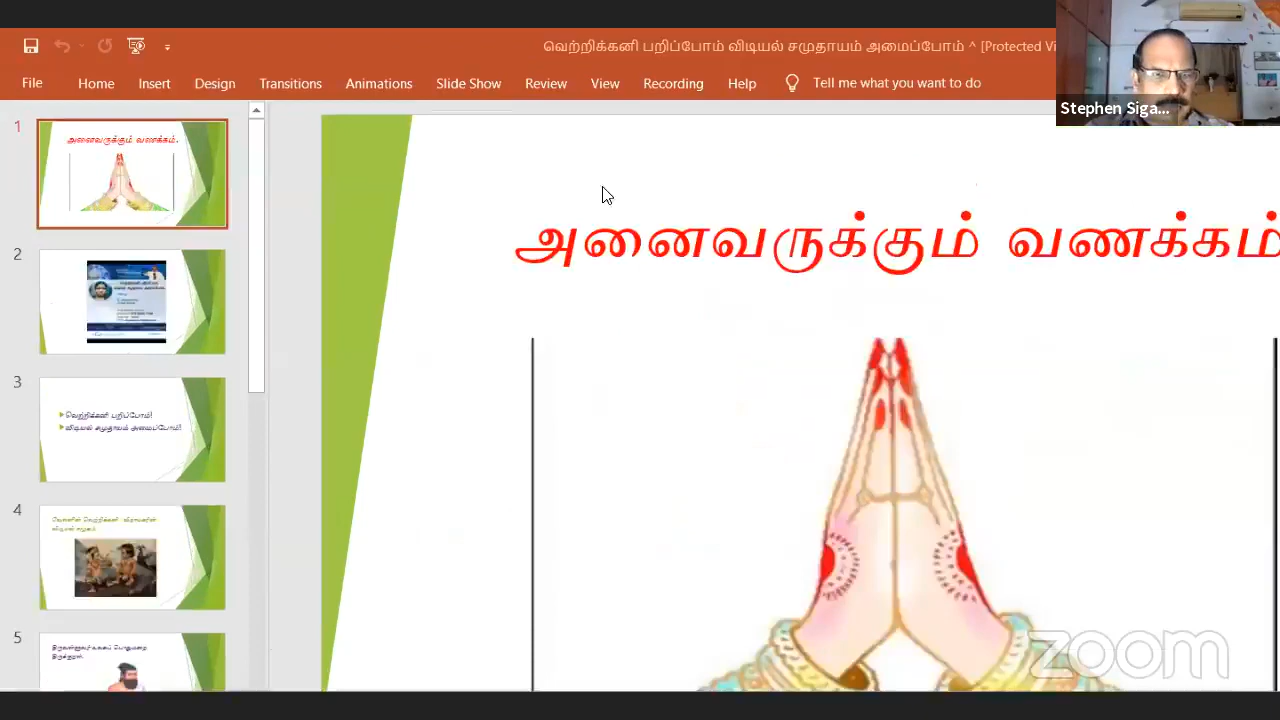 வெற்றிக்கனி பறிப்போம் விடியல் சமுதாயம் அமைப்போம் ^ [Protected Vi
File Home Insert Design Transitions Animations Slide Show Review View Recording Help Tell me what you want to do
Stephen Siga...
1
அனைவருக்கும் வணக்கம்.
2
3
வெற்றிக்கனி பறிப்போம்!
விடியல் சமுதாயம் அமைப்போம்!
4
வெற்றிக்கனி
5
திருக்குறள்
அனைவருக்கும் வணக்கம்
zoom